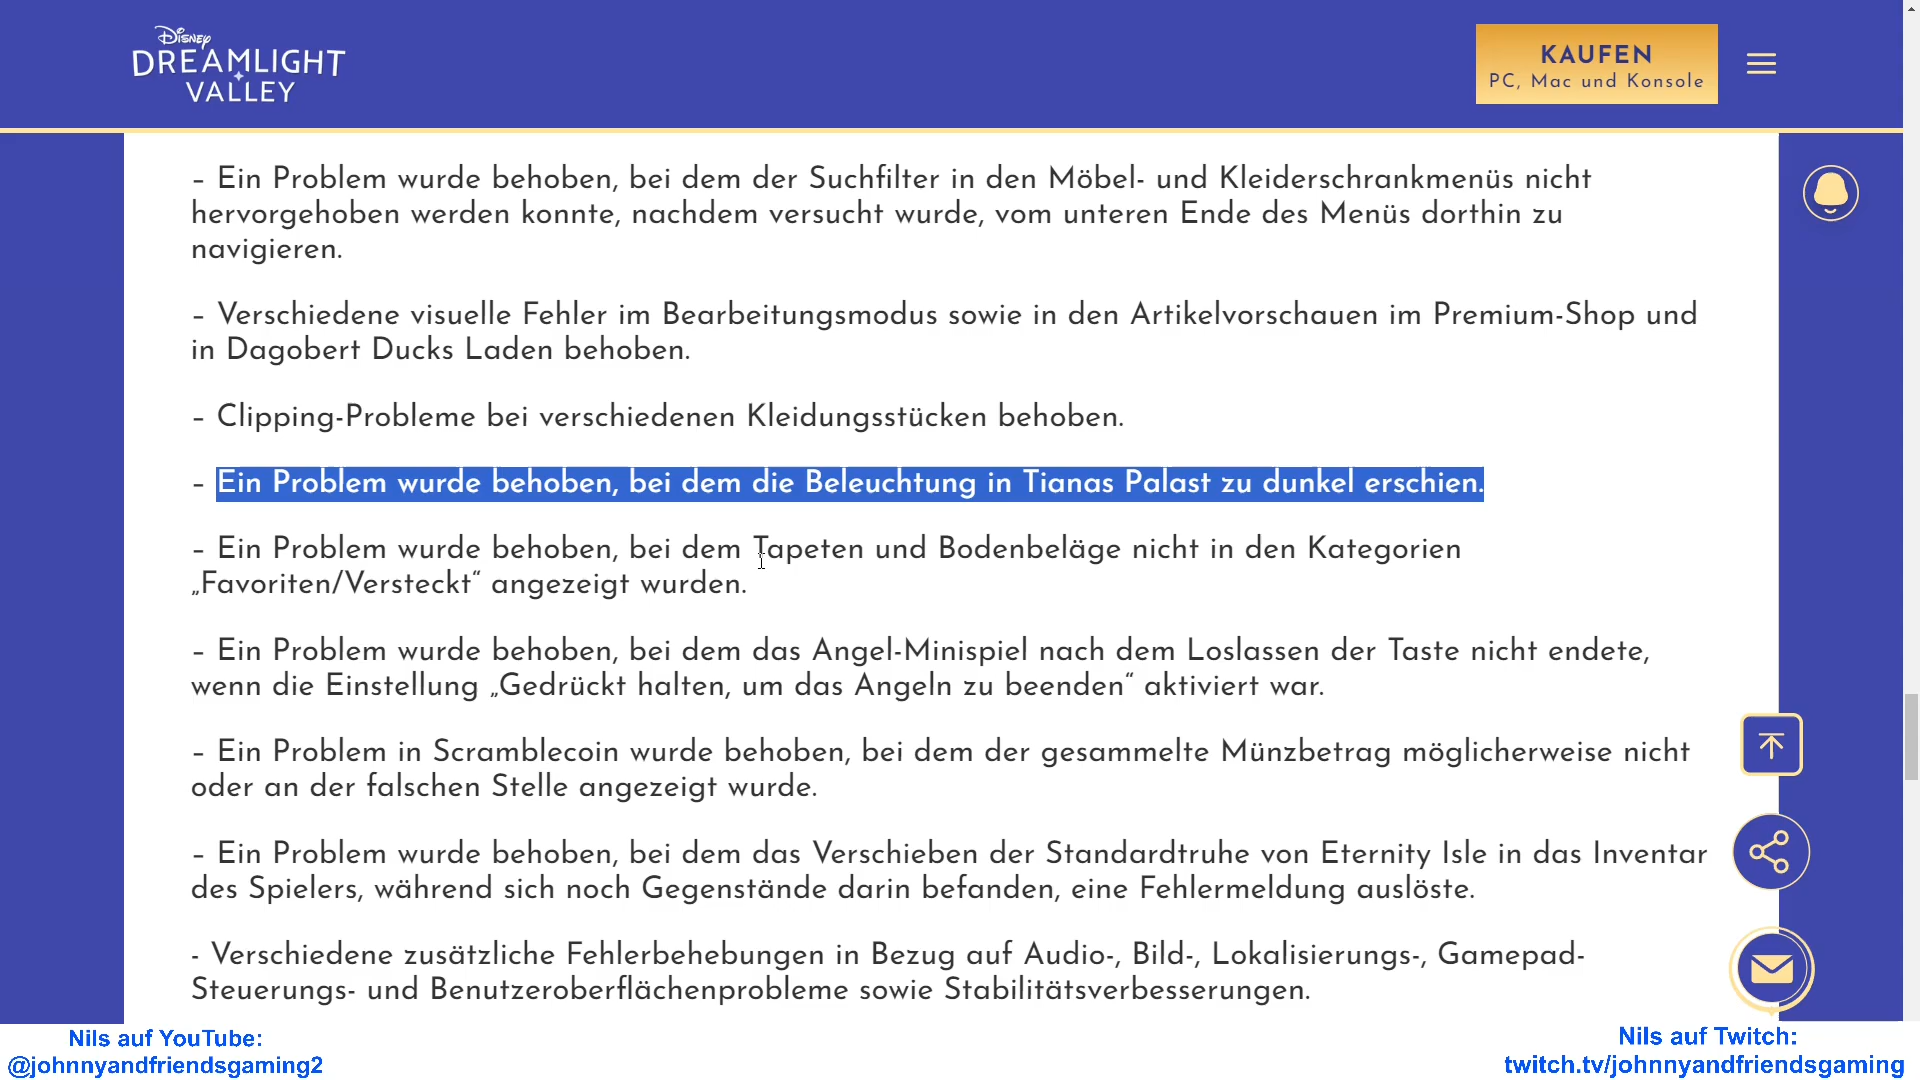 Disney
DREAMLIGHT
VALLEY
KAUFEN
PC, Mac und Konsole
– Ein Problem wurde behoben, bei dem der Suchfilter in den Möbel- und Kleiderschrankmenüs nicht
hervorgehoben werden konnte, nachdem versucht wurde, vom unteren Ende des Menüs dorthin zu
navigieren.
– Verschiedene visuelle Fehler im Bearbeitungsmodus sowie in den Artikelvorschauen im Premium-Shop und
in Dagobert Ducks Laden behoben.
– Clipping-Probleme bei verschiedenen Kleidungsstücken behoben.
– Ein Problem wurde behoben, bei dem die Beleuchtung in Tianas Palast zu dunkel erschien.
– Ein Problem wurde behoben, bei dem Tapeten und Bodenbeläge nicht in den Kategorien
„Favoriten/Versteckt“ angezeigt wurden.
– Ein Problem wurde behoben, bei dem das Angel-Minispiel nach dem Loslassen der Taste nicht endete,
wenn die Einstellung „Gedrückt halten, um das Angeln zu beenden“ aktiviert war.
– Ein Problem in Scramblecoin wurde behoben, bei dem der gesammelte Münzbetrag möglicherweise nicht
oder an der falschen Stelle angezeigt wurde.
– Ein Problem wurde behoben, bei dem das Verschieben der Standardtruhe von Eternity Isle in das Inventar
des Spielers, während sich noch Gegenstände darin befanden, eine Fehlermeldung auslöste.
- Verschiedene zusätzliche Fehlerbehebungen in Bezug auf Audio-, Bild-, Lokalisierungs-, Gamepad-
Steuerungs- und Benutzeroberflächenprobleme sowie Stabilitätsverbesserungen.
Nils auf YouTube:
@johnnyandfriendsgaming2
Nils auf Twitch:
twitch.tv/johnnyandfriendsgaming